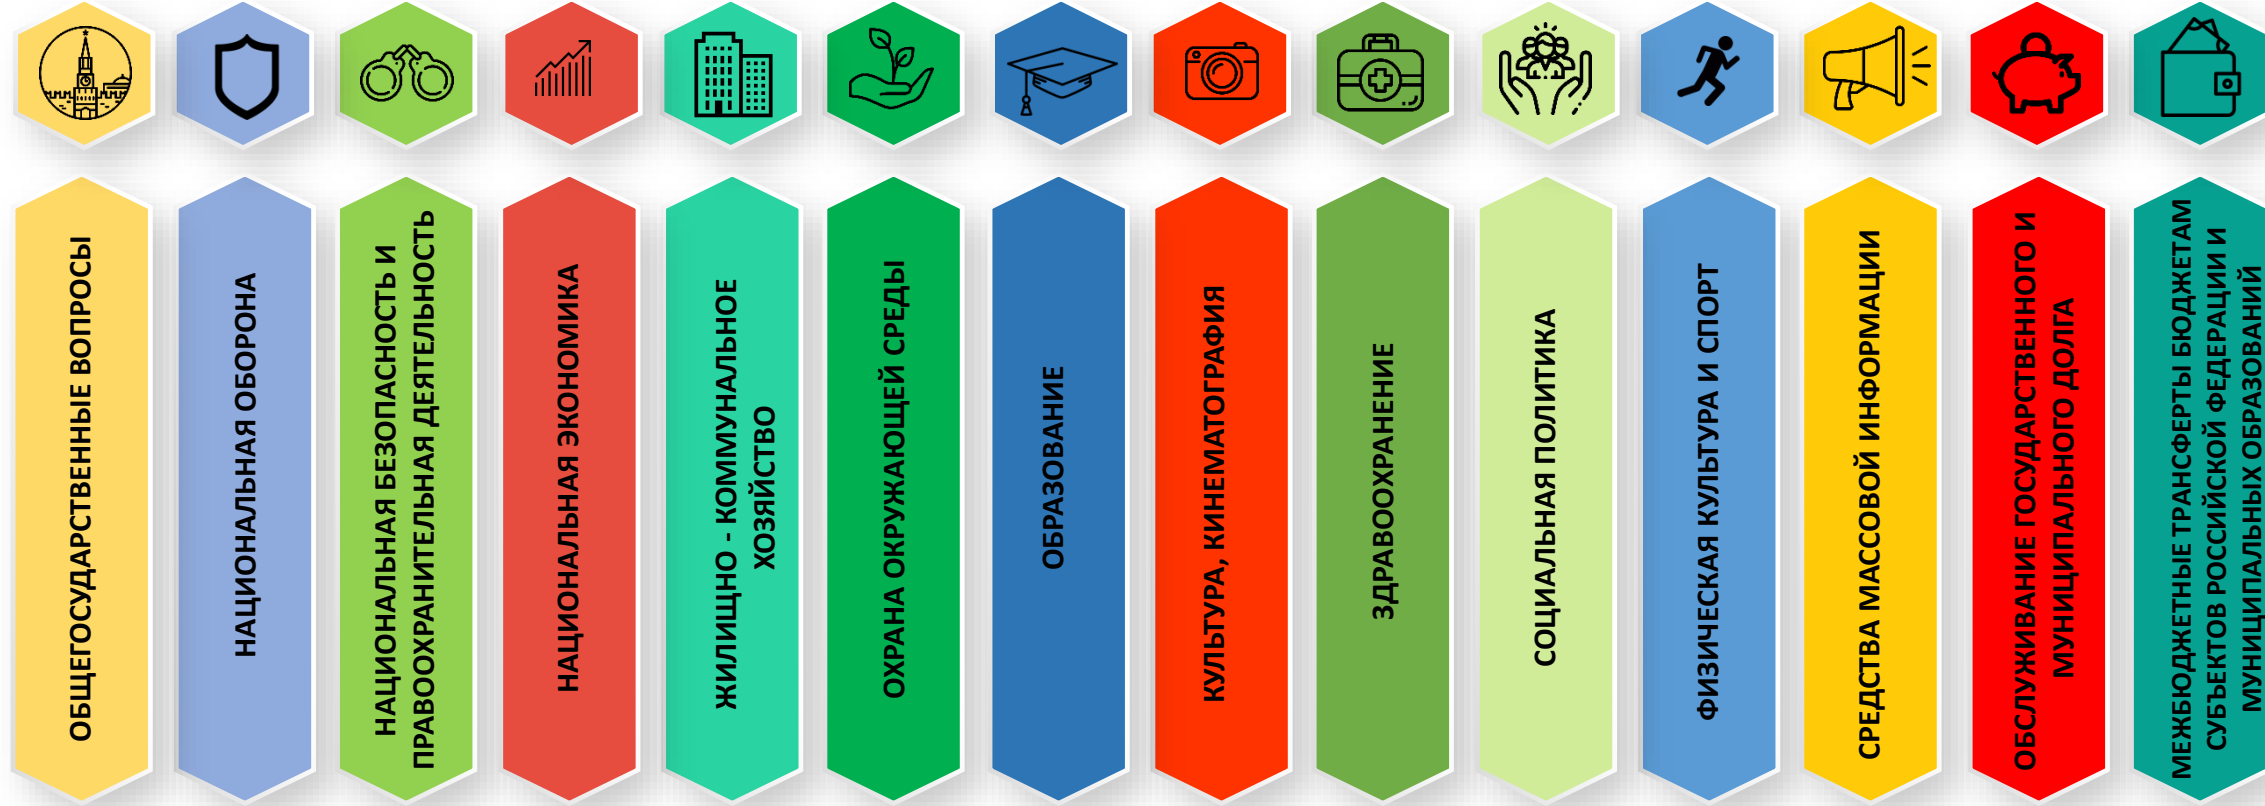 ОБЩЕГОСУДАРСТВЕННЫЕ ВОПРОСЫ
НАЦИОНАЛЬНАЯ ОБОРОНА
НАЦИОНАЛЬНАЯ БЕЗОПАСНОСТЬ И
ПРАВООХРАНИТЕЛЬНАЯ ДЕЯТЕЛЬНОСТЬ
НАЦИОНАЛЬНАЯ ЭКОНОМИКА
ЖИЛИЩНО - КОММУНАЛЬНОЕ
ХОЗЯЙСТВО
ОХРАНА ОКРУЖАЮЩЕЙ СРЕДЫ
ОБРАЗОВАНИЕ
КУЛЬТУРА, КИНЕМАТОГРАФИЯ
ЗДРАВООХРАНЕНИЕ
СОЦИАЛЬНАЯ ПОЛИТИКА
ФИЗИЧЕСКАЯ КУЛЬТУРА И СПОРТ
СРЕДСТВА МАССОВОЙ ИНФОРМАЦИИ
ОБСЛУЖИВАНИЕ ГОСУДАРСТВЕННОГО И
МУНИЦИПАЛЬНОГО ДОЛГА
МЕЖБЮДЖЕТНЫЕ ТРАНСФЕРТЫ БЮДЖЕТАМ
СУБЪЕКТОВ РОССИЙСКОЙ ФЕДЕРАЦИИ И
МУНИЦИПАЛЬНЫХ ОБРАЗОВАНИЙ